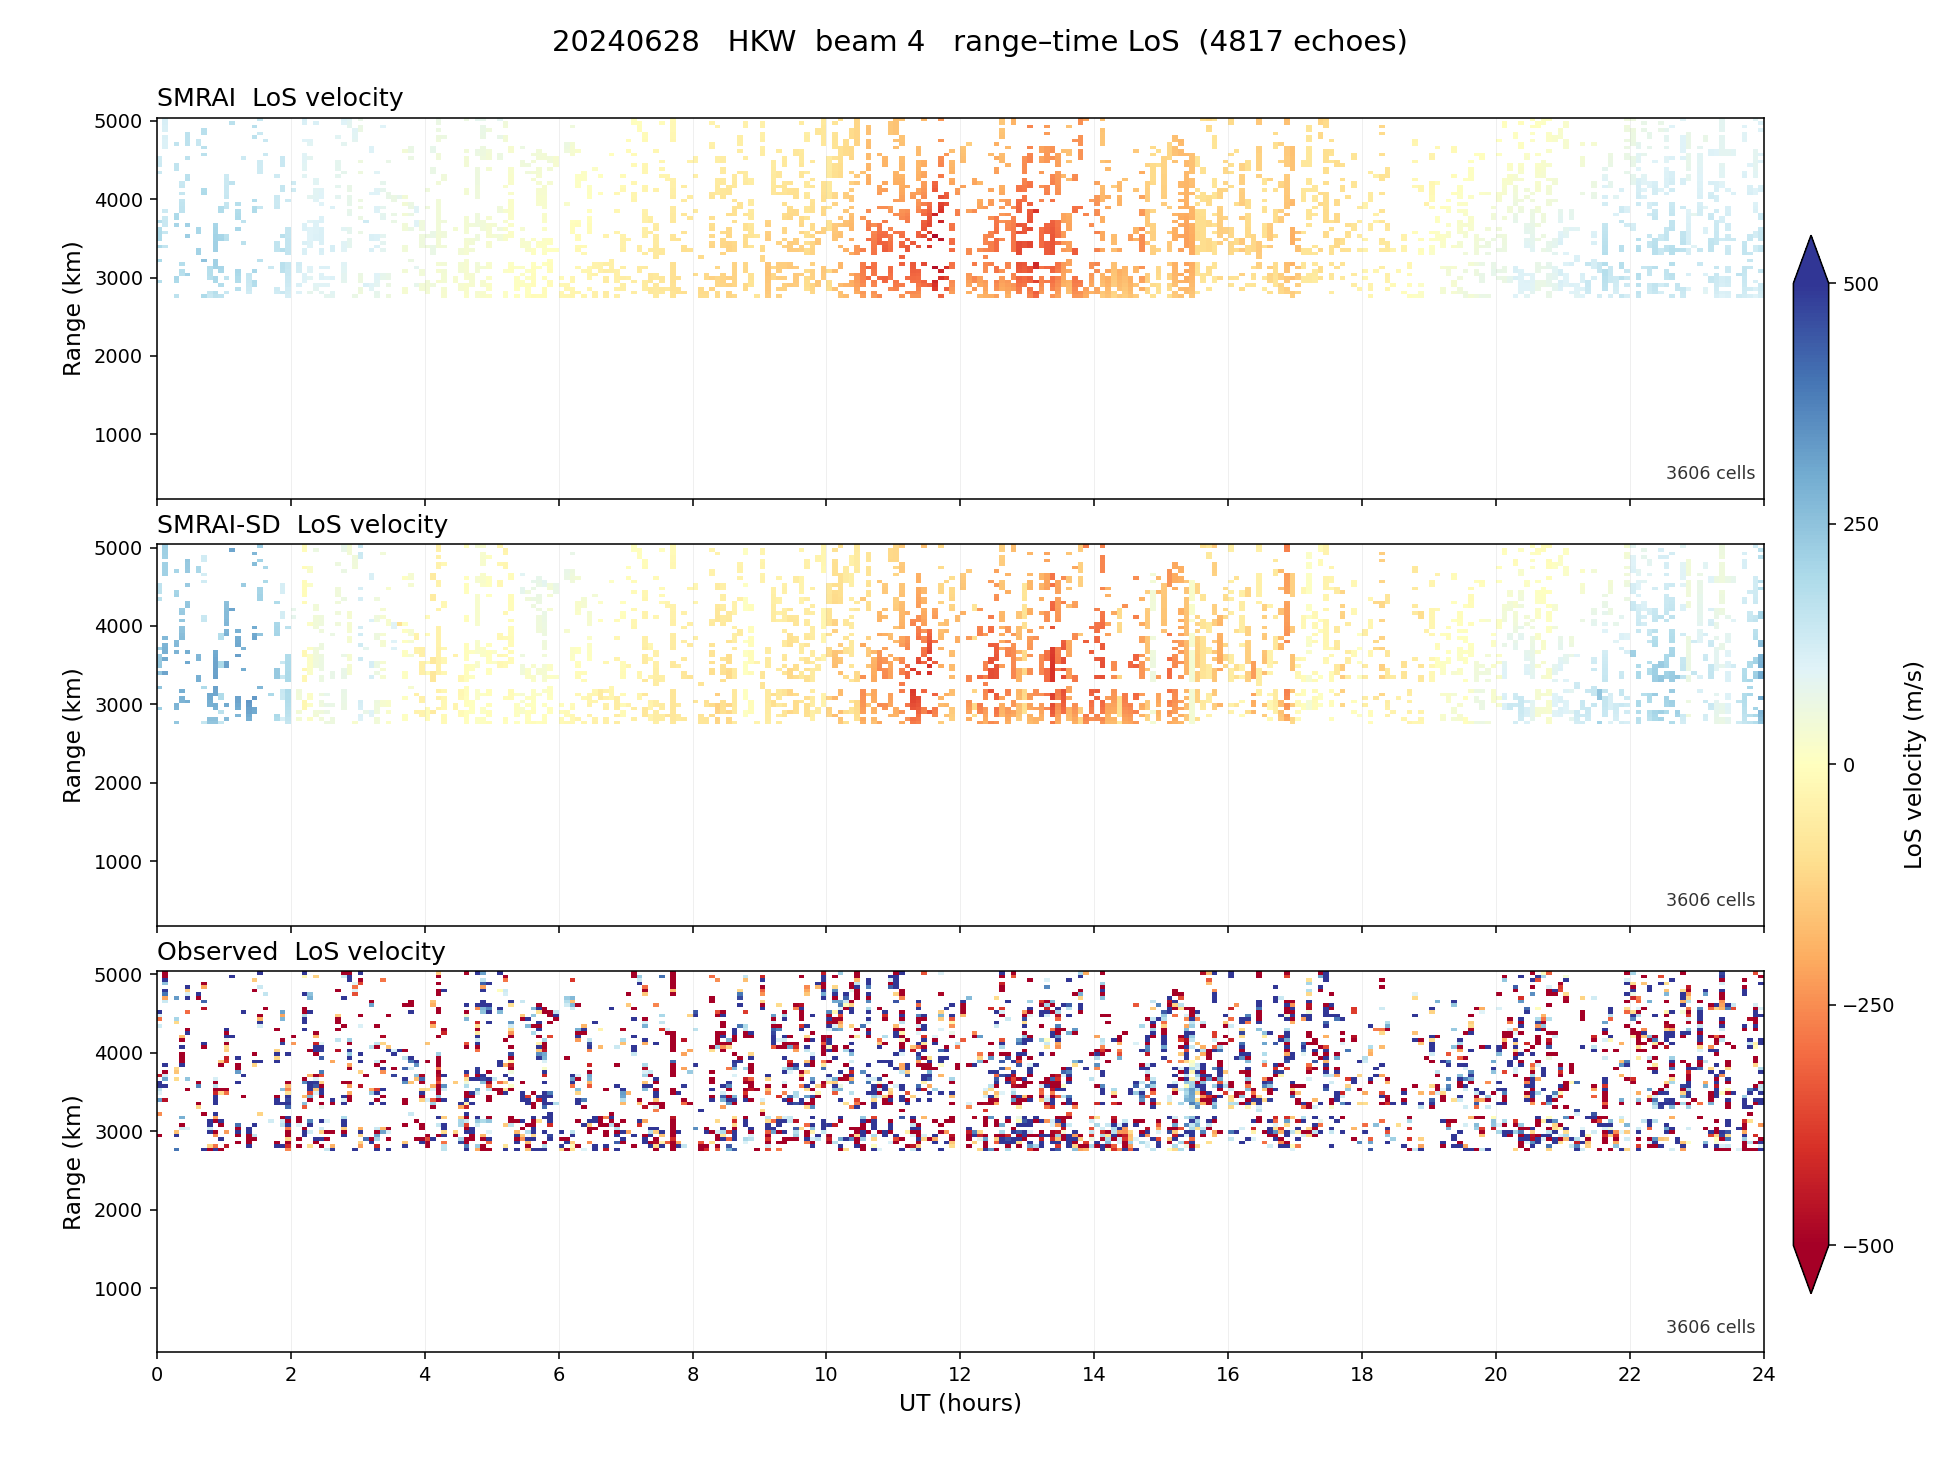 20240628   HKW  beam 4   range–time LoS  (4817 echoes)
SMRAI  LoS velocity
5000
4000
3000
2000
1000
Range (km)
3606 cells
SMRAI-SD  LoS velocity
5000
4000
3000
2000
1000
Range (km)
3606 cells
Observed  LoS velocity
5000
4000
3000
2000
1000
Range (km)
3606 cells
0 2 4 6 8 10 12 14 16 18 20 22 24
UT (hours)
500
250
0
−250
−500
LoS velocity (m/s)